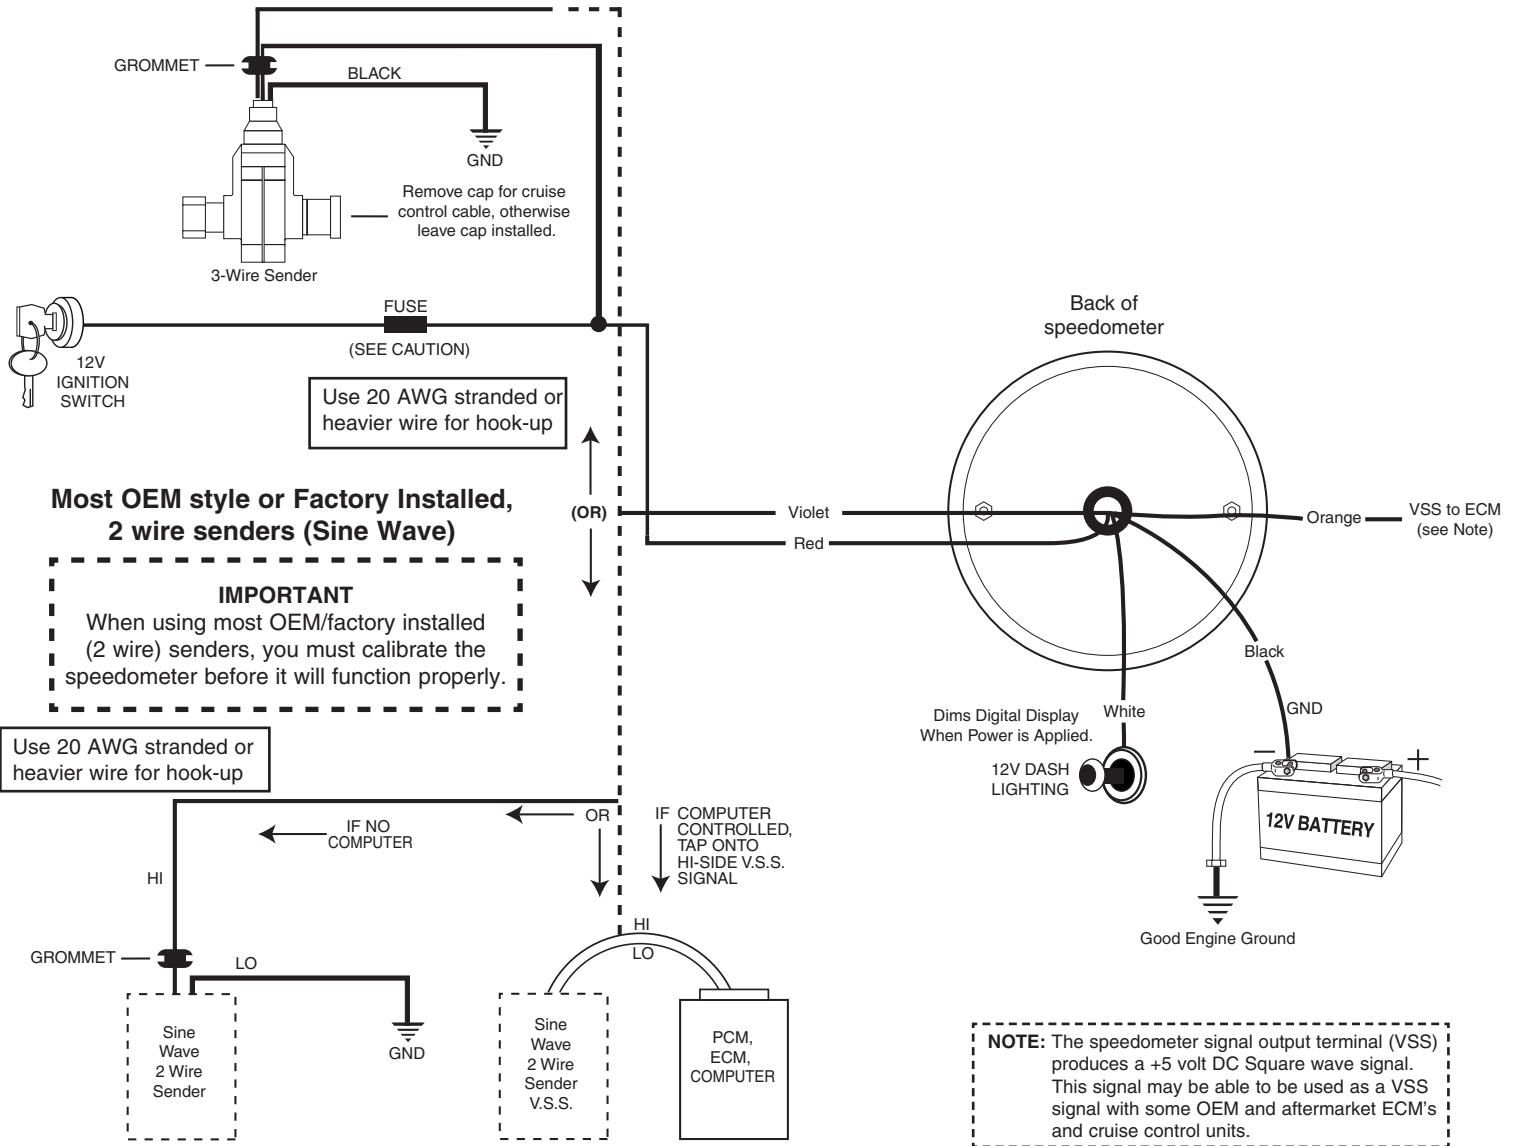 GROMMET
BLACK
GND
Remove cap for cruise
control cable, otherwise
leave cap installed.
3-Wire Sender
FUSE
(SEE CAUTION)
12V
IGNITION
SWITCH
Use 20 AWG stranded or
heavier wire for hook-up
Back of
speedometer
Most OEM style or Factory Installed,
2 wire senders (Sine Wave)
(OR)
Violet
Red
Orange
VSS to ECM
(see Note)
IMPORTANT
When using most OEM/factory installed
(2 wire) senders, you must calibrate the
speedometer before it will function properly.
Black
White
GND
Dims Digital Display
When Power is Applied.
12V DASH
LIGHTING
− +
12V BATTERY
Good Engine Ground
Use 20 AWG stranded or
heavier wire for hook-up
OR
IF NO
COMPUTER
IF COMPUTER
CONTROLLED,
TAP ONTO
HI-SIDE V.S.S.
SIGNAL
HI
GROMMET
LO
GND
HI
LO
Sine
Wave
2 Wire
Sender
Sine
Wave
2 Wire
Sender
V.S.S.
PCM,
ECM,
COMPUTER
NOTE: The speedometer signal output terminal (VSS)
produces a +5 volt DC Square wave signal.
This signal may be able to be used as a VSS
signal with some OEM and aftermarket ECM's
and cruise control units.